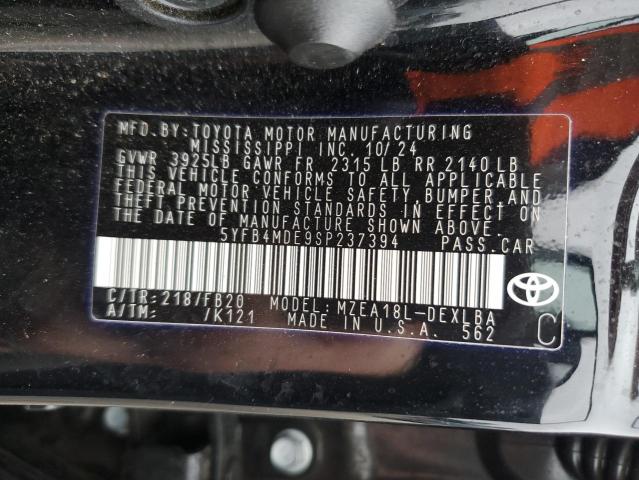 MFD.BY:TOYOTA MOTOR MANUFACTURING
MISSISSIPPI INC. 10/24
GVWR 3925LB GAWR FR 2315 LB RR 2140 LB
THIS VEHICLE CONFORMS TO ALL APPLICABLE
FEDERAL MOTOR VEHICLE SAFETY,BUMPER,AND
THEFT PREVENTION STANDARDS IN EFFECT ON
THE DATE OF MANUFACTURE SHOWN ABOVE.
5YFB4MDE9SP237394 PASS.CAR
C/TR:218/FB20 MODEL:MZEA18L-DEXLBA
A/TM: /K121 MADE IN U.S.A. 562
C